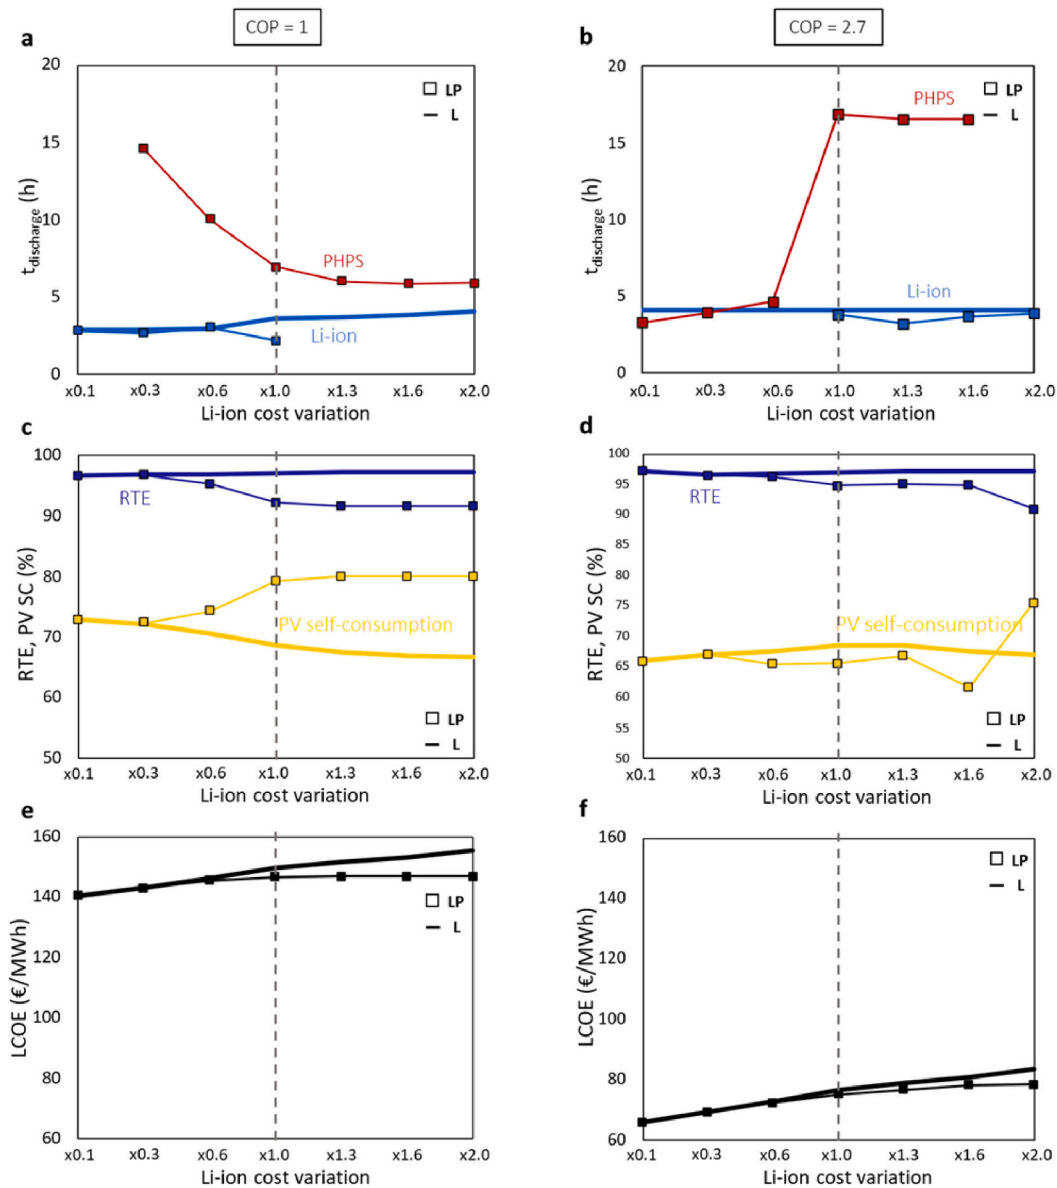 COP = 1
COP = 2.7
a
20
15
10
5
0
t discharge (h)
LP
L
PHPS
Li-ion
x0.1 x0.3 x0.6 x1.0 x1.3 x1.6 x2.0
Li-ion cost variation
b
20
15
10
5
0
t discharge (h)
LP
L
PHPS
Li-ion
x0.1 x0.3 x0.6 x1.0 x1.3 x1.6 x2.0
Li-ion cost variation
c
100
90
80
70
60
50
RTE, PV SC (%)
RTE
PV self-consumption
LP
L
x0.1 x0.3 x0.6 x1.0 x1.3 x1.6 x2.0
Li-ion cost variation
d
100
95
90
85
80
75
70
65
60
55
50
RTE, PV SC (%)
RTE
PV self-consumption
LP
L
x0.1 x0.3 x0.6 x1.0 x1.3 x1.6 x2.0
Li-ion cost variation
e
160
140
120
100
80
60
LCOE (€/MWh)
LP
L
x0.1 x0.3 x0.6 x1.0 x1.3 x1.6 x2.0
Li-ion cost variation
f
160
140
120
100
80
60
LCOE (€/MWh)
LP
L
x0.1 x0.3 x0.6 x1.0 x1.3 x1.6 x2.0
Li-ion cost variation